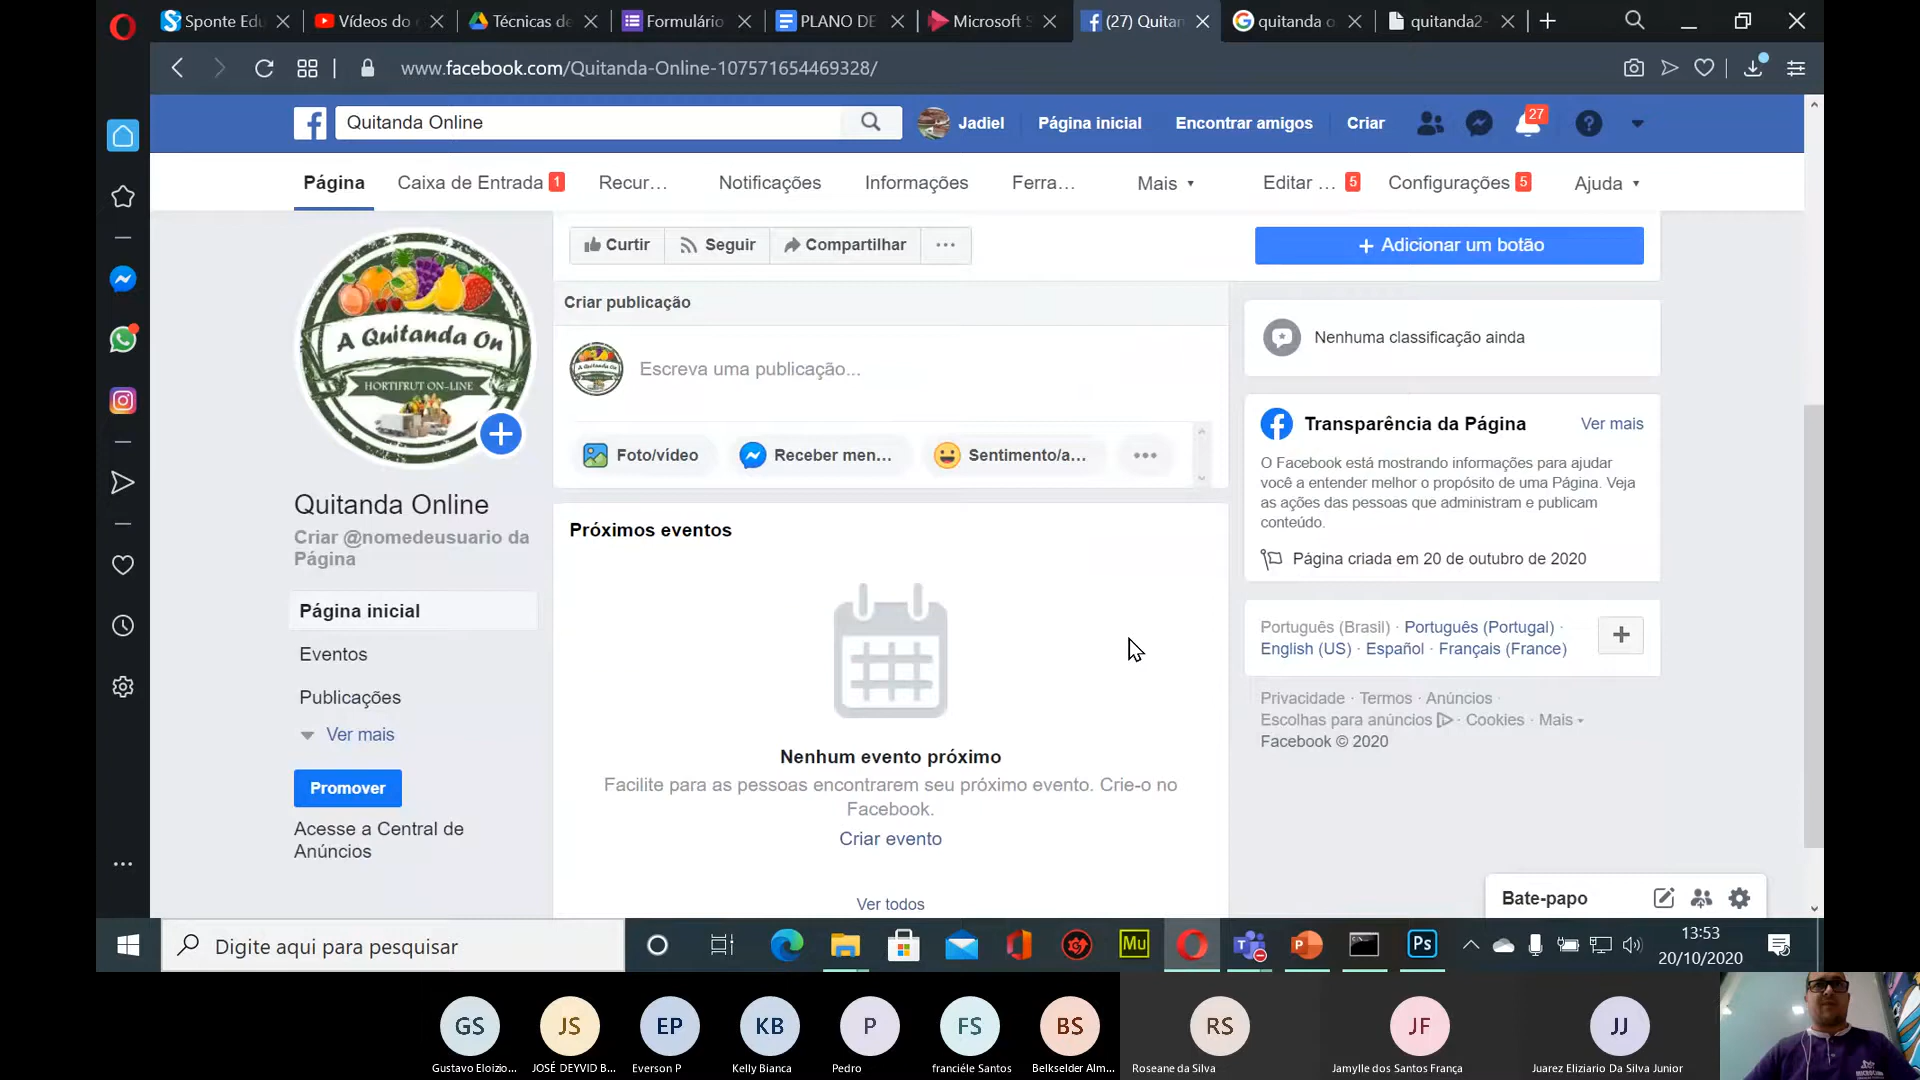 Sponte Edu
Vídeos do c
Técnicas de
Formulário
PLANO DE
Microsoft S
(27) Quitan
quitanda o
quitanda2-
www.facebook.com/Quitanda-Online-107571654469328/
Quitanda Online
Jadiel
Página inicial
Encontrar amigos
Criar
27
Página
Caixa de Entrada 1
Recur…
Notificações
Informações
Ferra…
Mais
Editar … 5
Configurações 5
Ajuda
Curtir
Seguir
Compartilhar
+ Adicionar um botão
A Quitanda On
HORTIFRUT ON-LINE
Quitanda Online
Criar @nomedeusuario da
Página
Página inicial
Eventos
Publicações
Ver mais
Promover
Acesse a Central de
Anúncios
Criar publicação
A Quitanda On
Escreva uma publicação...
Foto/vídeo
Receber men…
Sentimento/a…
Próximos eventos
Nenhum evento próximo
Facilite para as pessoas encontrarem seu próximo evento. Crie-o no
Facebook.
Criar evento
Ver todos
Nenhuma classificação ainda
Transparência da Página
Ver mais
O Facebook está mostrando informações para ajudar
você a entender melhor o propósito de uma Página. Veja
as ações das pessoas que administram e publicam
conteúdo.
Página criada em 20 de outubro de 2020
Português (Brasil) · Português (Portugal) ·
English (US) · Español · Français (France)
Privacidade · Termos · Anúncios ·
Escolhas para anúncios · Cookies · Mais
Facebook © 2020
Bate-papo
Digite aqui para pesquisar
Mu
Ps
13:53
20/10/2020
GS
JS
EP
KB
P
FS
BS
RS
JF
JJ
Gustavo Eloizio...
JOSÉ DEYVID B...
Everson P
Kelly Bianca
Pedro
franciéle Santos
Belkselder Alm...
Roseane da Silva
Jamylle dos Santos França
Juarez Eliziario Da Silva Junior